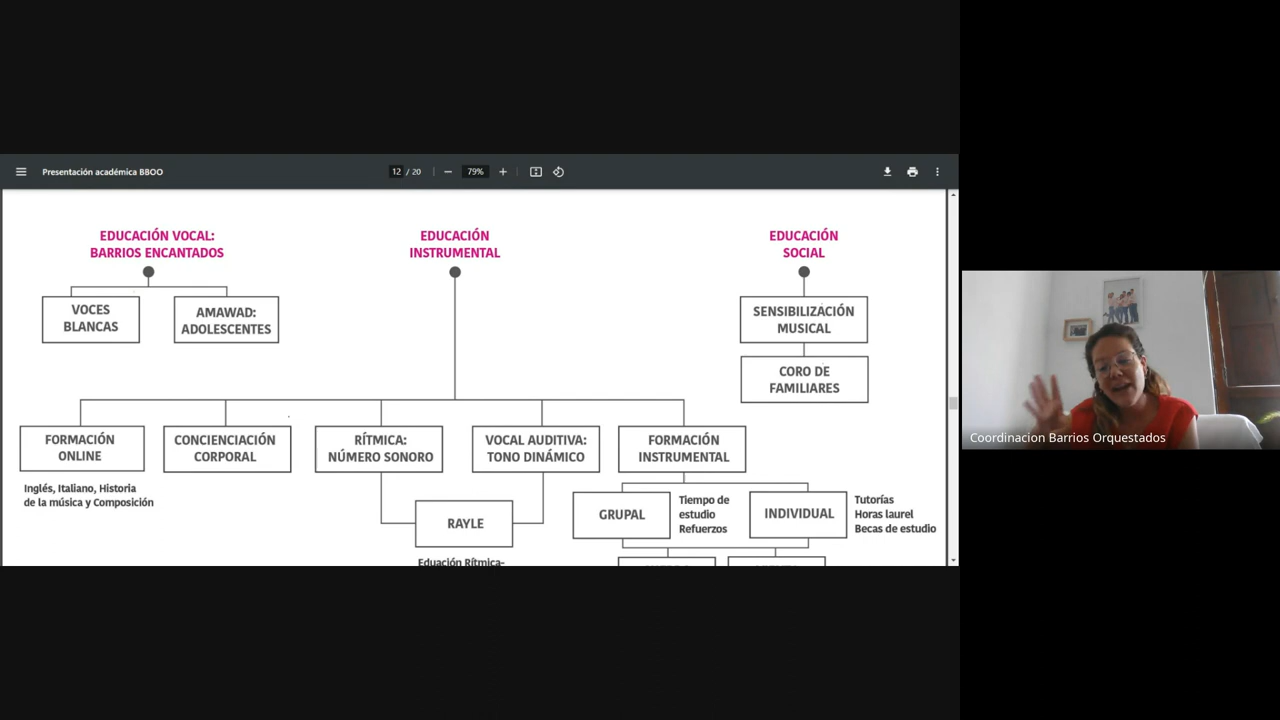 Presentación académica BBOO
12 / 20
79%
EDUCACIÓN VOCAL:
BARRIOS ENCANTADOS
VOCES
BLANCAS
AMAWAD:
ADOLESCENTES
EDUCACIÓN
INSTRUMENTAL
EDUCACIÓN
SOCIAL
SENSIBILIZACIÓN
MUSICAL
CORO DE
FAMILIARES
FORMACIÓN
ONLINE
Inglés, Italiano, Historia
de la música y Composición
CONCIENCIACIÓN
CORPORAL
RÍTMICA:
NÚMERO SONORO
VOCAL AUDITIVA:
TONO DINÁMICO
RAYLE
Eduación Rítmica-
FORMACIÓN
INSTRUMENTAL
GRUPAL
Tiempo de
estudio
Refuerzos
INDIVIDUAL
Tutorías
Horas laurel
Becas de estudio
Coordinacion Barrios Orquestados